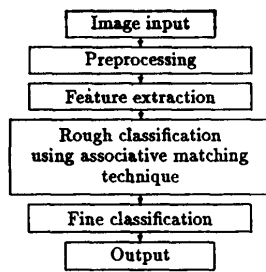 Image input
Preprocessing
Feature extraction
Rough classification
using associative matching
technique
Fine classification
Output